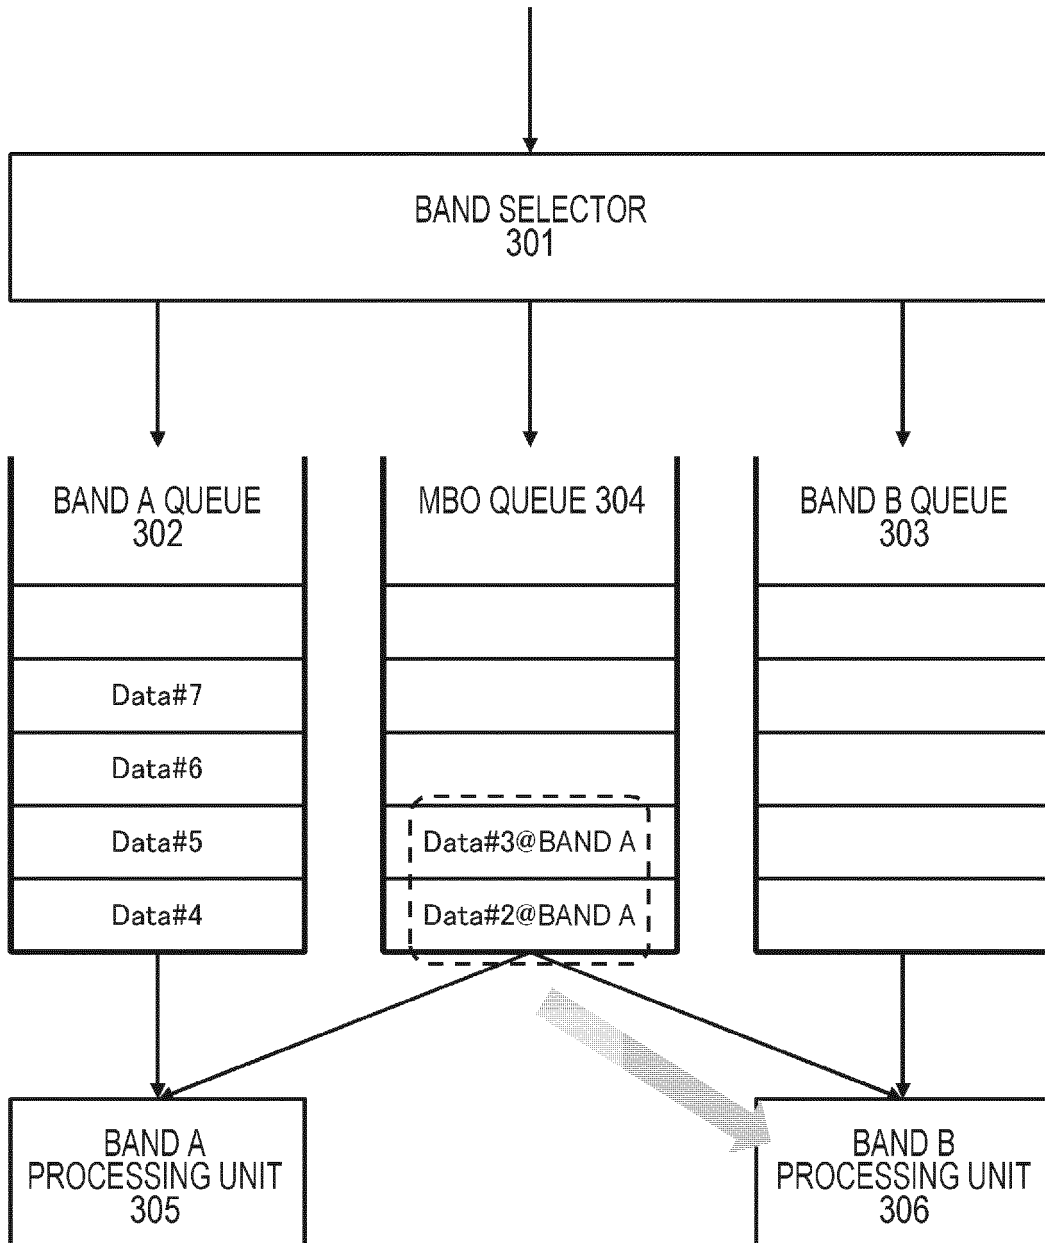 BAND SELECTOR
301
BAND A QUEUE
302
MBO QUEUE 304
BAND B QUEUE
303
Data#7
Data#6
Data#5
Data#3@BAND A
Data#4
Data#2@BAND A
BAND A
PROCESSING UNIT
305
BAND B
PROCESSING UNIT
306